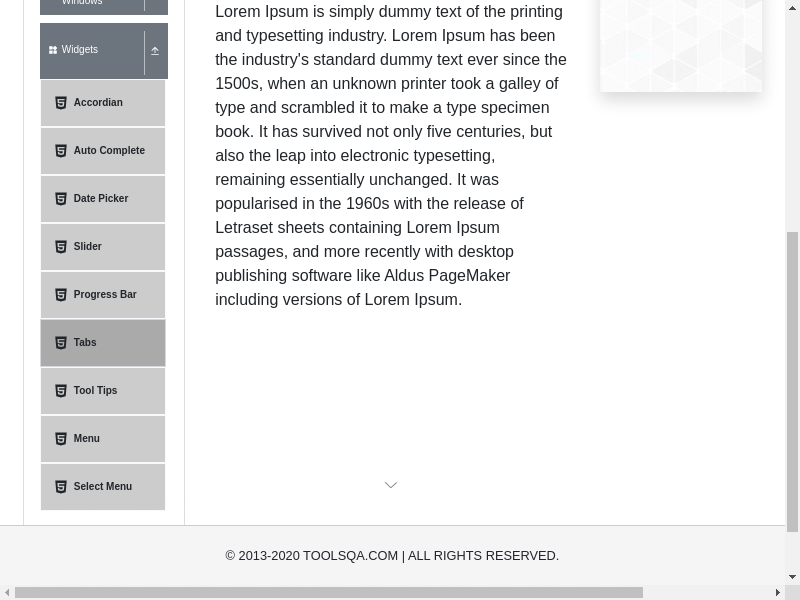 Windows
Widgets
Accordian
Auto Complete
Date Picker
Slider
Progress Bar
Tabs
Tool Tips
Menu
Select Menu
Lorem Ipsum is simply dummy text of the printing
and typesetting industry. Lorem Ipsum has been
the industry's standard dummy text ever since the
1500s, when an unknown printer took a galley of
type and scrambled it to make a type specimen
book. It has survived not only five centuries, but
also the leap into electronic typesetting,
remaining essentially unchanged. It was
popularised in the 1960s with the release of
Letraset sheets containing Lorem Ipsum
passages, and more recently with desktop
publishing software like Aldus PageMaker
including versions of Lorem Ipsum.
© 2013-2020 TOOLSQA.COM | ALL RIGHTS RESERVED.